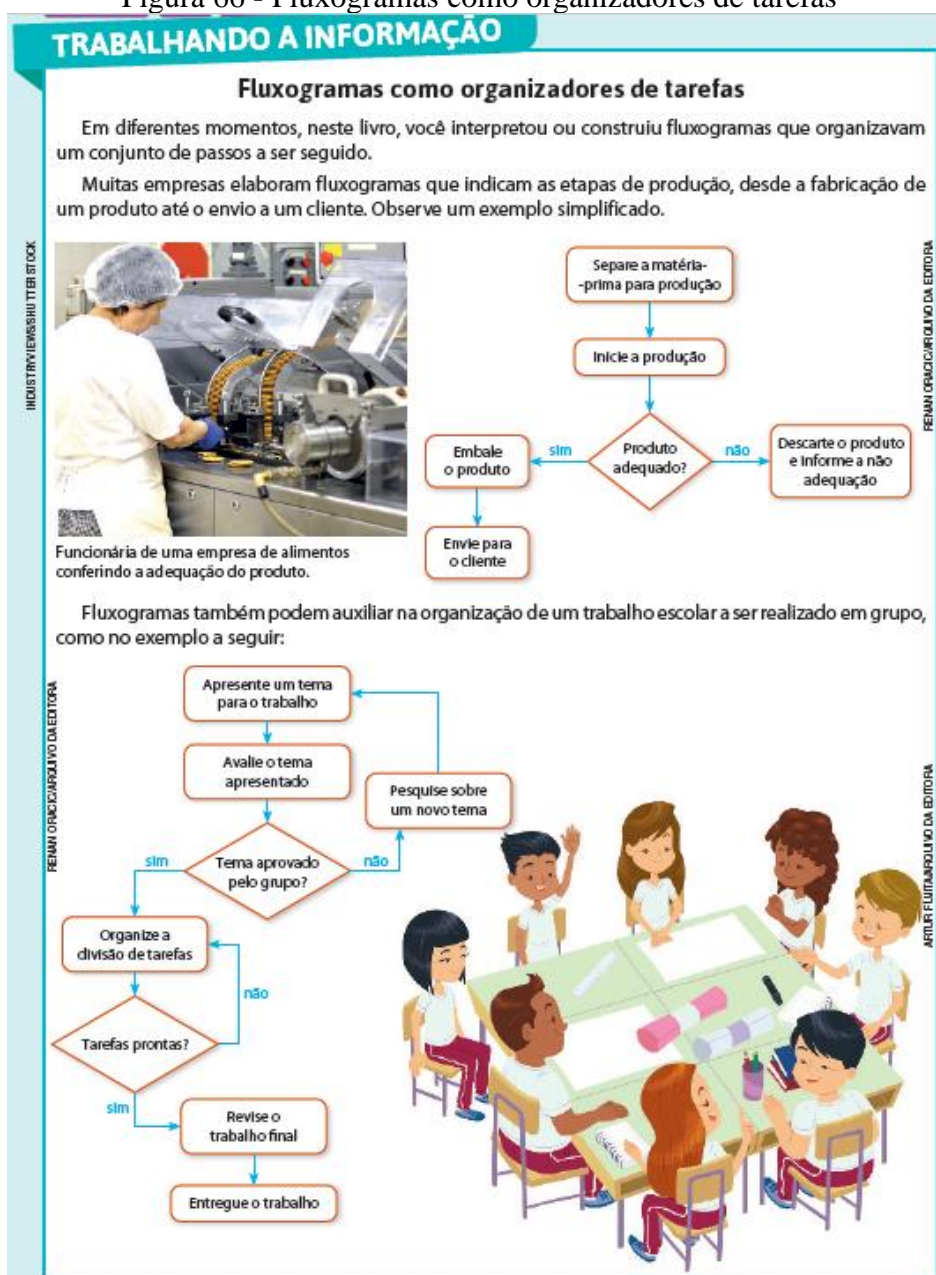 Figura 66 - Fluxogramas como organizadores de tarefas
TRABALHANDO A INFORMAÇÃO
Fluxogramas como organizadores de tarefas
Em diferentes momentos, neste livro, você interpretou ou construiu fluxogramas que organizavam
um conjunto de passos a ser seguido.
Muitas empresas elaboram fluxogramas que indicam as etapas de produção, desde a fabricação de
um produto até o envio a um cliente. Observe um exemplo simplificado.
INDUSTRYVIEWS/SHUTTERSTOCK
Separe a matéria-
-prima para produção
Inicie a produção
Produto
adequado?
sim
não
Embale
o produto
Descarte o produto
e informe a não
adequação
Envie para
o cliente
RENAN ORACIC/ARQUIVO DA EDITORA
Funcionária de uma empresa de alimentos
conferindo a adequação do produto.
Fluxogramas também podem auxiliar na organização de um trabalho escolar a ser realizado em grupo,
como no exemplo a seguir:
RENAN ORACIC/ARQUIVO DA EDITORA
Apresente um tema
para o trabalho
Avalie o tema
apresentado
Pesquise sobre
um novo tema
Tema aprovado
pelo grupo?
sim
não
Organize a
divisão de tarefas
não
Tarefas prontas?
sim
Revise o
trabalho final
Entregue o trabalho
ARTUR FUJITA/ARQUIVO DA EDITORA